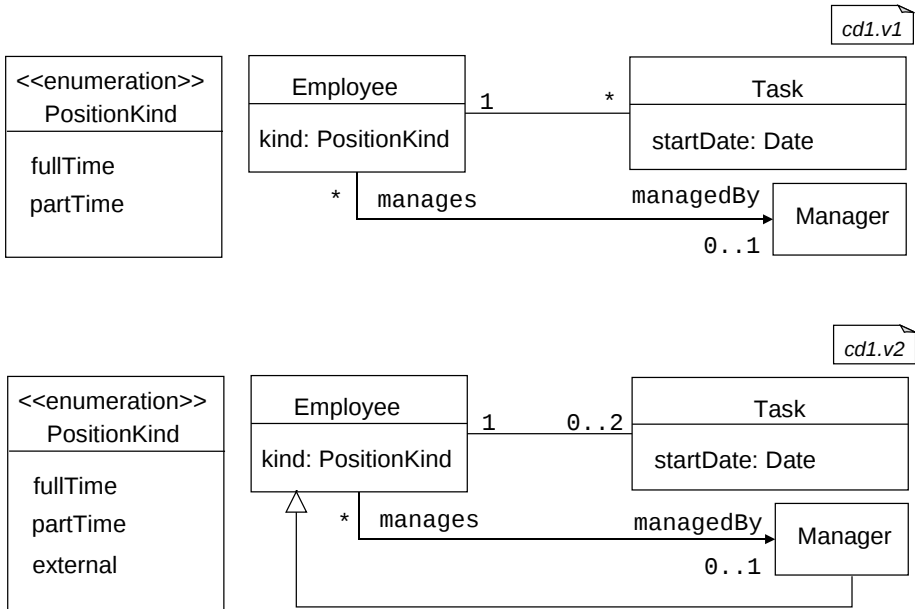 cd1.v1
<<enumeration>>
PositionKind
fullTime
partTime
Employee
kind: PositionKind
1
*
Task
startDate: Date
*
manages
managedBy
0..1
Manager
cd1.v2
<<enumeration>>
PositionKind
fullTime
partTime
external
Employee
kind: PositionKind
1
0..2
Task
startDate: Date
*
manages
managedBy
0..1
Manager